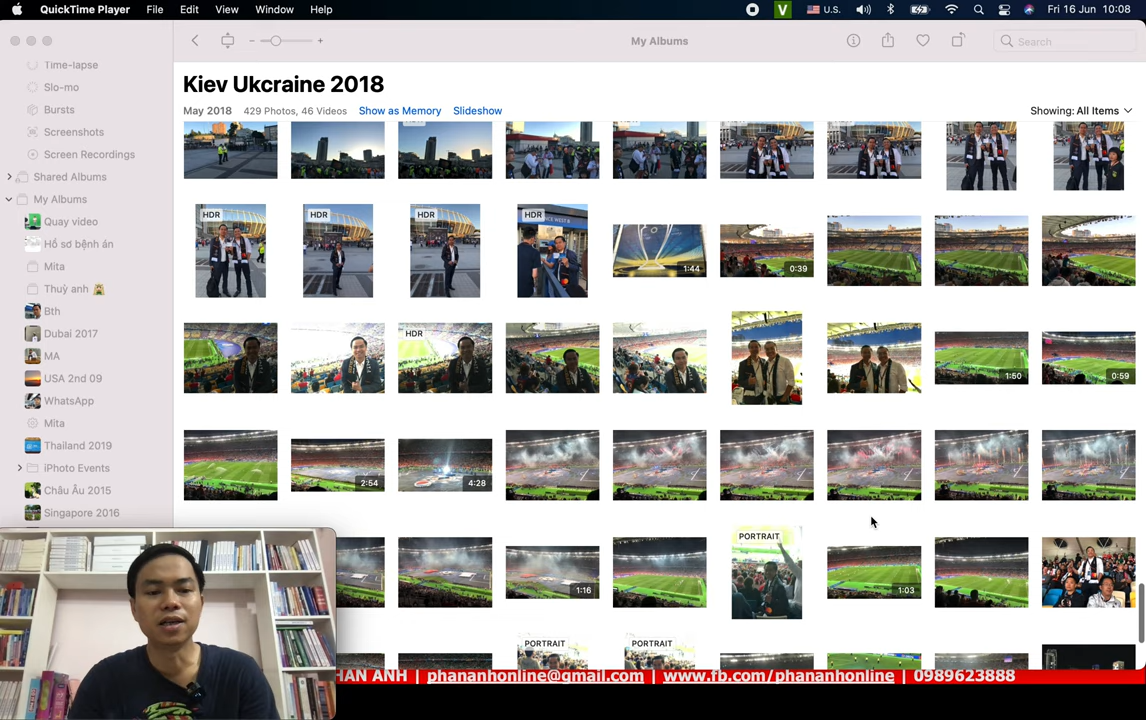 QuickTime Player File Edit View Window Help V U.S. Fri 16 Jun 10:08
My Albums Search
Time-lapse
Slo-mo
Bursts
Screenshots
Screen Recordings
Shared Albums
My Albums
Quay video
Hồ sơ bệnh án
Mita
Thuỳ anh
Bth
Dubai 2017
MA
USA 2nd 09
WhatsApp
Mita
Thailand 2019
iPhoto Events
Châu Âu 2015
Singapore 2016
Kiev Ukcraine 2018
May 2018 429 Photos, 46 Videos Show as Memory Slideshow Showing: All Items
HDR HDR HDR HDR
1:44 0:39
HDR
1:50 0:59
2:54 4:28
PORTRAIT
1:16 1:03
PORTRAIT PORTRAIT
HAN ANH | phananhonline@gmail.com | www.fb.com/phananhonline | 0989623888